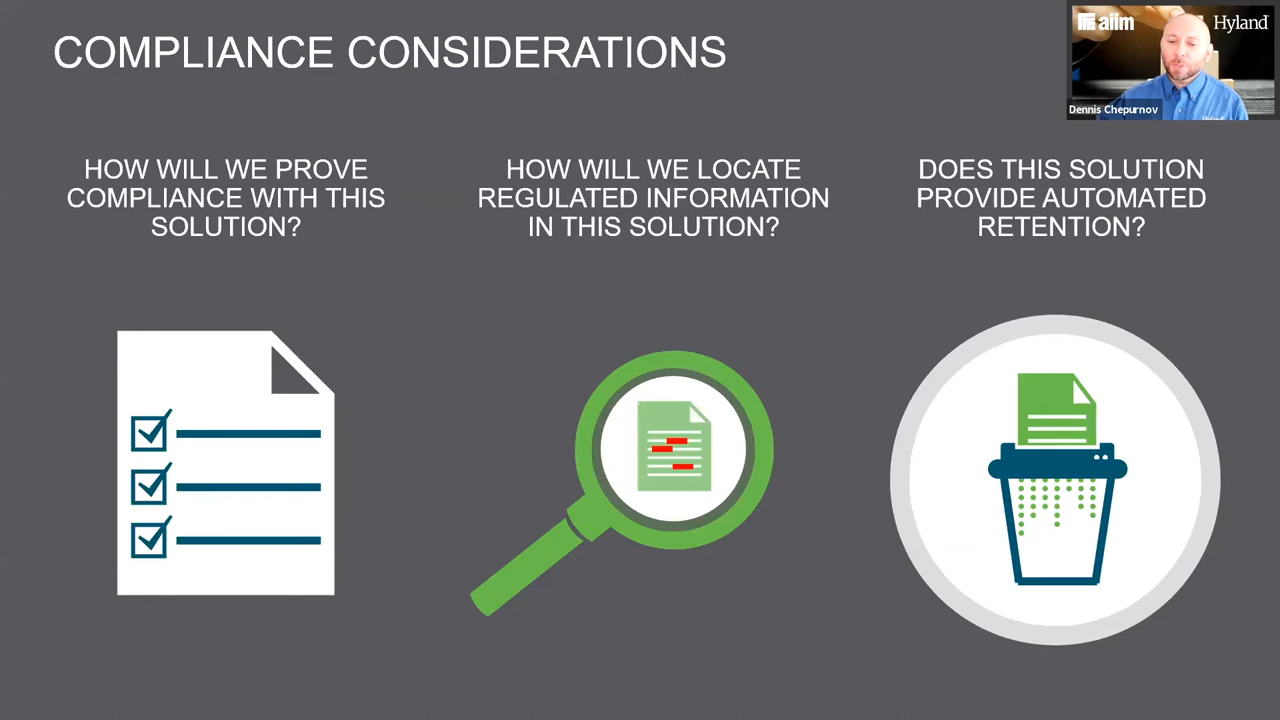 COMPLIANCE CONSIDERATIONS
aiim
Hyland
Dennis Chepurnov
HOW WILL WE PROVE
COMPLIANCE WITH THIS
SOLUTION?
HOW WILL WE LOCATE
REGULATED INFORMATION
IN THIS SOLUTION?
DOES THIS SOLUTION
PROVIDE AUTOMATED
RETENTION?